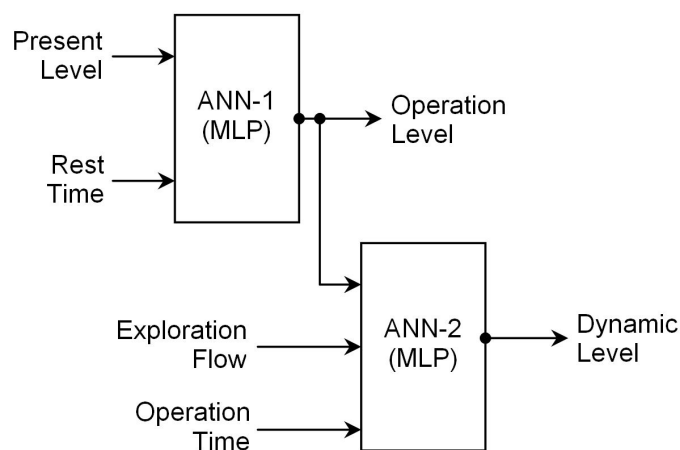 Present
Level
ANN-1
(MLP)
Operation
Level
Rest
Time
Exploration
Flow
ANN-2
(MLP)
Dynamic
Level
Operation
Time